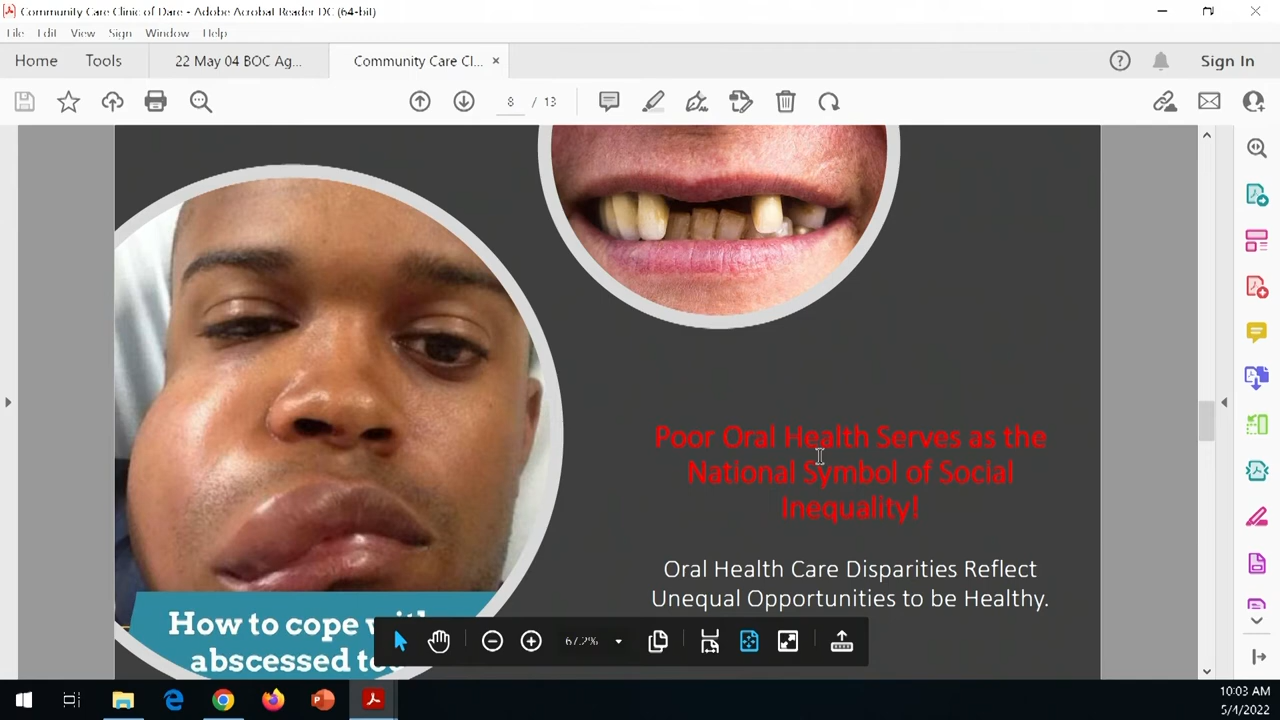 Community Care Clinic of Dare - Adobe Acrobat Reader DC (64-bit)
File Edit View Sign Window Help
Home Tools 22 May 04 BOC Ag... Community Care Cl... × Sign In
8 / 13
Poor Oral Health Serves as the
National Symbol of Social
Inequality!
Oral Health Care Disparities Reflect
Unequal Opportunities to be Healthy.
How to cope
abscessed
67.2%
10:03 AM
5/4/2022